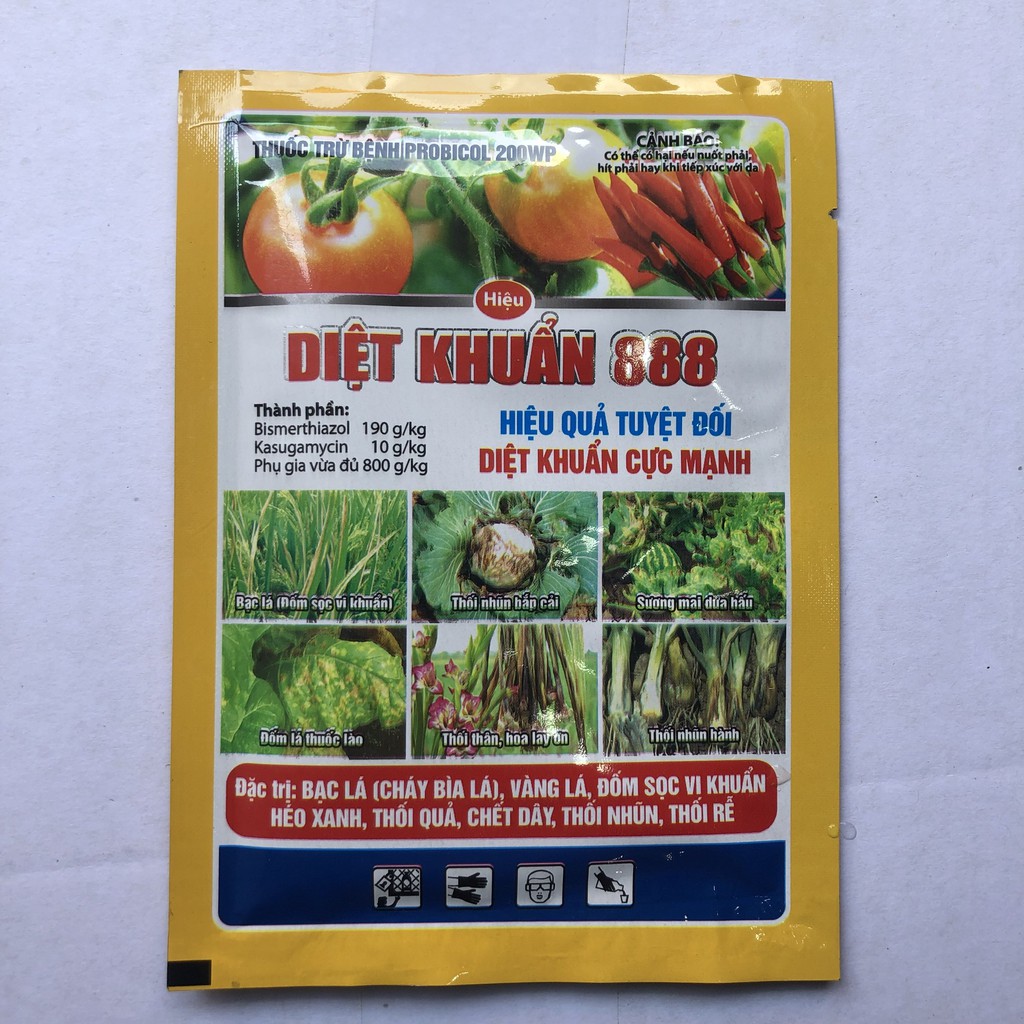 THUỐC TRỪ BỆNH PROBICOL 200WP
CẢNH BÁO:
Có thể có hại nếu nuốt phải,
hít phải hay khi tiếp xúc với da
Hiệu
DIỆT KHUẨN 888
Thành phần:
Bismerthiazol 190 g/kg
Kasugamycin 10 g/kg
Phụ gia vừa đủ 800 g/kg
HIỆU QUẢ TUYỆT ĐỐI
DIỆT KHUẨN CỰC MẠNH
Bạc lá (Đốm sọc vi khuẩn)
Thối nhũn bắp cải
Sương mai dưa hấu
Đốm lá thuốc lào
Thối thân, hoa lay ơn
Thối nhũn hành
Đặc trị: BẠC LÁ (CHÁY BÌA LÁ), VÀNG LÁ, ĐỐM SỌC VI KHUẨN
HÉO XANH, THỐI QUẢ, CHẾT DÂY, THỐI NHŨN, THỐI RỄ